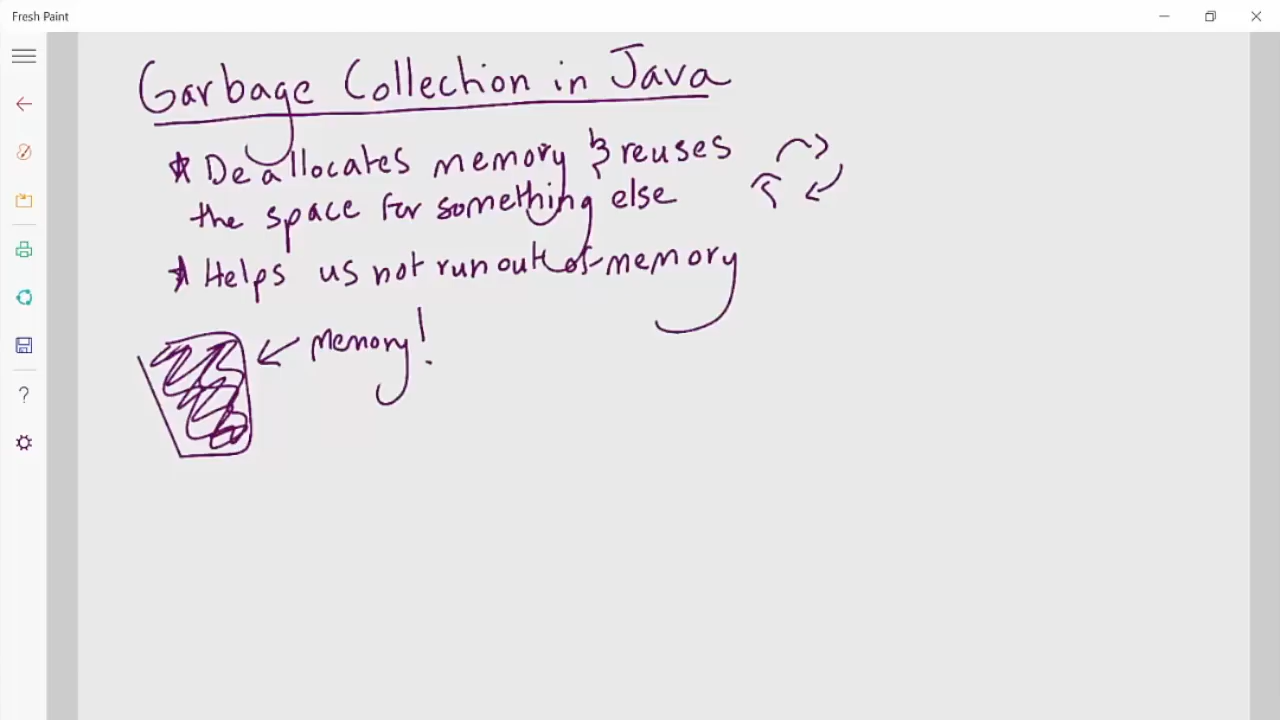 Fresh Paint
Garbage Collection in Java
* Deallocates memory & reuses
the space for something else
* Helps us not run out of memory
← memory!
?